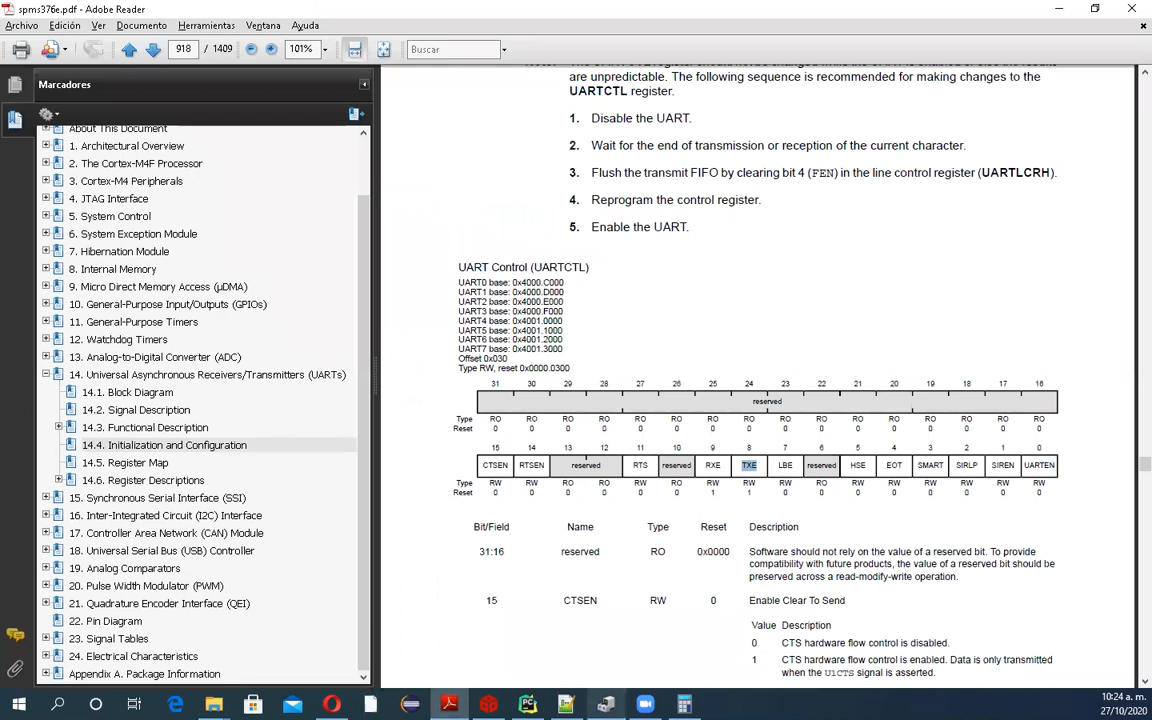 spms376e.pdf - Adobe Reader
Archivo Edición Ver Documento Herramientas Ventana Ayuda
918 / 1409 101% Buscar
Marcadores
About This Document
1. Architectural Overview
2. The Cortex-M4F Processor
3. Cortex-M4 Peripherals
4. JTAG Interface
5. System Control
6. System Exception Module
7. Hibernation Module
8. Internal Memory
9. Micro Direct Memory Access (µDMA)
10. General-Purpose Input/Outputs (GPIOs)
11. General-Purpose Timers
12. Watchdog Timers
13. Analog-to-Digital Converter (ADC)
14. Universal Asynchronous Receivers/Transmitters (UARTs)
14.1. Block Diagram
14.2. Signal Description
14.3. Functional Description
14.4. Initialization and Configuration
14.5. Register Map
14.6. Register Descriptions
15. Synchronous Serial Interface (SSI)
16. Inter-Integrated Circuit (I2C) Interface
17. Controller Area Network (CAN) Module
18. Universal Serial Bus (USB) Controller
19. Analog Comparators
20. Pulse Width Modulator (PWM)
21. Quadrature Encoder Interface (QEI)
22. Pin Diagram
23. Signal Tables
24. Electrical Characteristics
Appendix A. Package Information
are unpredictable. The following sequence is recommended for making changes to the
UARTCTL register.
1. Disable the UART.
2. Wait for the end of transmission or reception of the current character.
3. Flush the transmit FIFO by clearing bit 4 (FEN) in the line control register (UARTLCRH).
4. Reprogram the control register.
5. Enable the UART.
UART Control (UARTCTL)
UART0 base: 0x4000.C000
UART1 base: 0x4000.D000
UART2 base: 0x4000.E000
UART3 base: 0x4000.F000
UART4 base: 0x4001.0000
UART5 base: 0x4001.1000
UART6 base: 0x4001.2000
UART7 base: 0x4001.3000
Offset 0x030
Type RW, reset 0x0000.0300
31 30 29 28 27 26 25 24 23 22 21 20 19 18 17 16
reserved
Type RO RO RO RO RO RO RO RO RO RO RO RO RO RO RO RO
Reset 0 0 0 0 0 0 0 0 0 0 0 0 0 0 0 0
15 14 13 12 11 10 9 8 7 6 5 4 3 2 1 0
CTSEN RTSEN reserved RTS reserved RXE TXE LBE reserved HSE EOT SMART SIRLP SIREN UARTEN
Type RW RW RO RO RW RO RW RW RW RO RW RW RW RW RW RW
Reset 0 0 0 0 0 0 1 1 0 0 0 0 0 0 0 0
Bit/Field Name Type Reset Description
31:16 reserved RO 0x0000 Software should not rely on the value of a reserved bit. To provide
compatibility with future products, the value of a reserved bit should be
preserved across a read-modify-write operation.
15 CTSEN RW 0 Enable Clear To Send
Value Description
0 CTS hardware flow control is disabled.
1 CTS hardware flow control is enabled. Data is only transmitted
when the U1CTS signal is asserted.
10:24 a. m.
27/10/2020